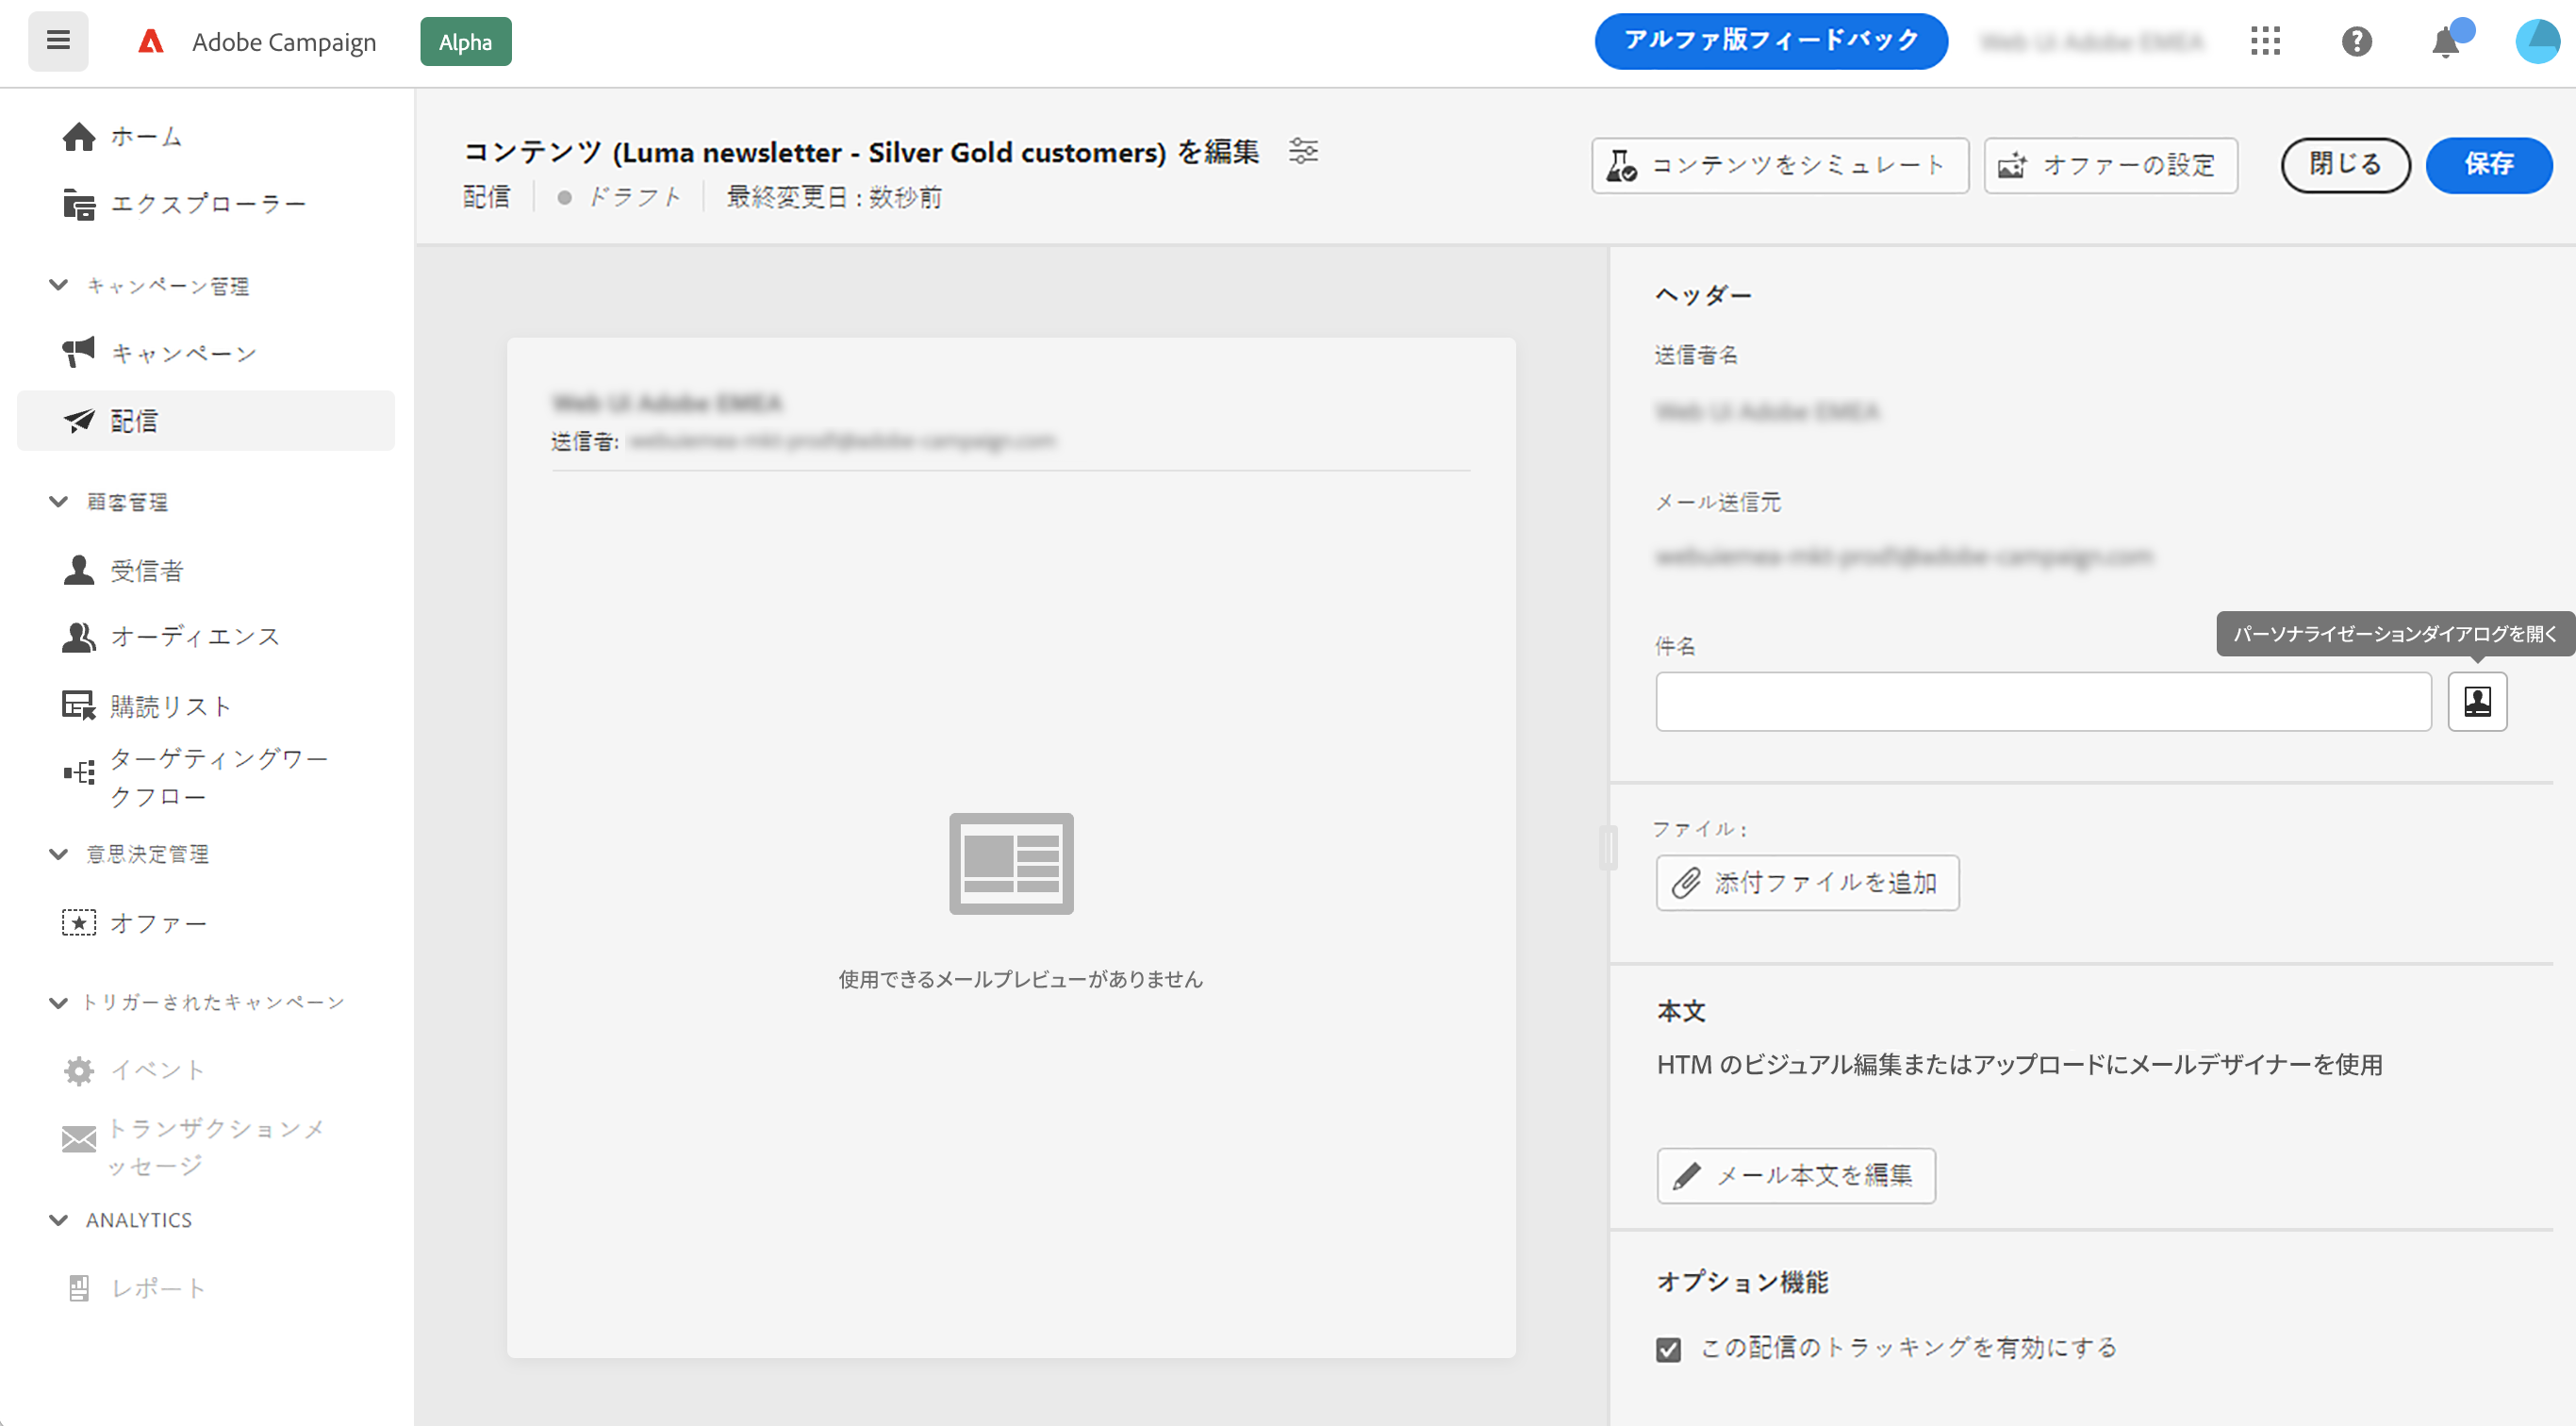 Adobe Campaign
Alpha
アルファ版フィードバック
ホーム
エクスプローラー
キャンペーン管理
キャンペーン
配信
顧客管理
受信者
オーディエンス
購読リスト
ターゲティングワー
クフロー
意思決定管理
オファー
トリガーされたキャンペーン
イベント
トランザクションメ
ッセージ
ANALYTICS
レポート
コンテンツ (Luma newsletter - Silver Gold customers) を編集
配信
ドラフト
最終変更日 : 数秒前
コンテンツをシミュレート
オファーの設定
閉じる
保存
送信者:
使用できるメールプレビューがありません
ヘッダー
送信者名
メール送信元
パーソナライゼーションダイアログを開く
件名
ファイル :
添付ファイルを追加
本文
HTM のビジュアル編集またはアップロードにメールデザイナーを使用
メール本文を編集
オプション機能
この配信のトラッキングを有効にする